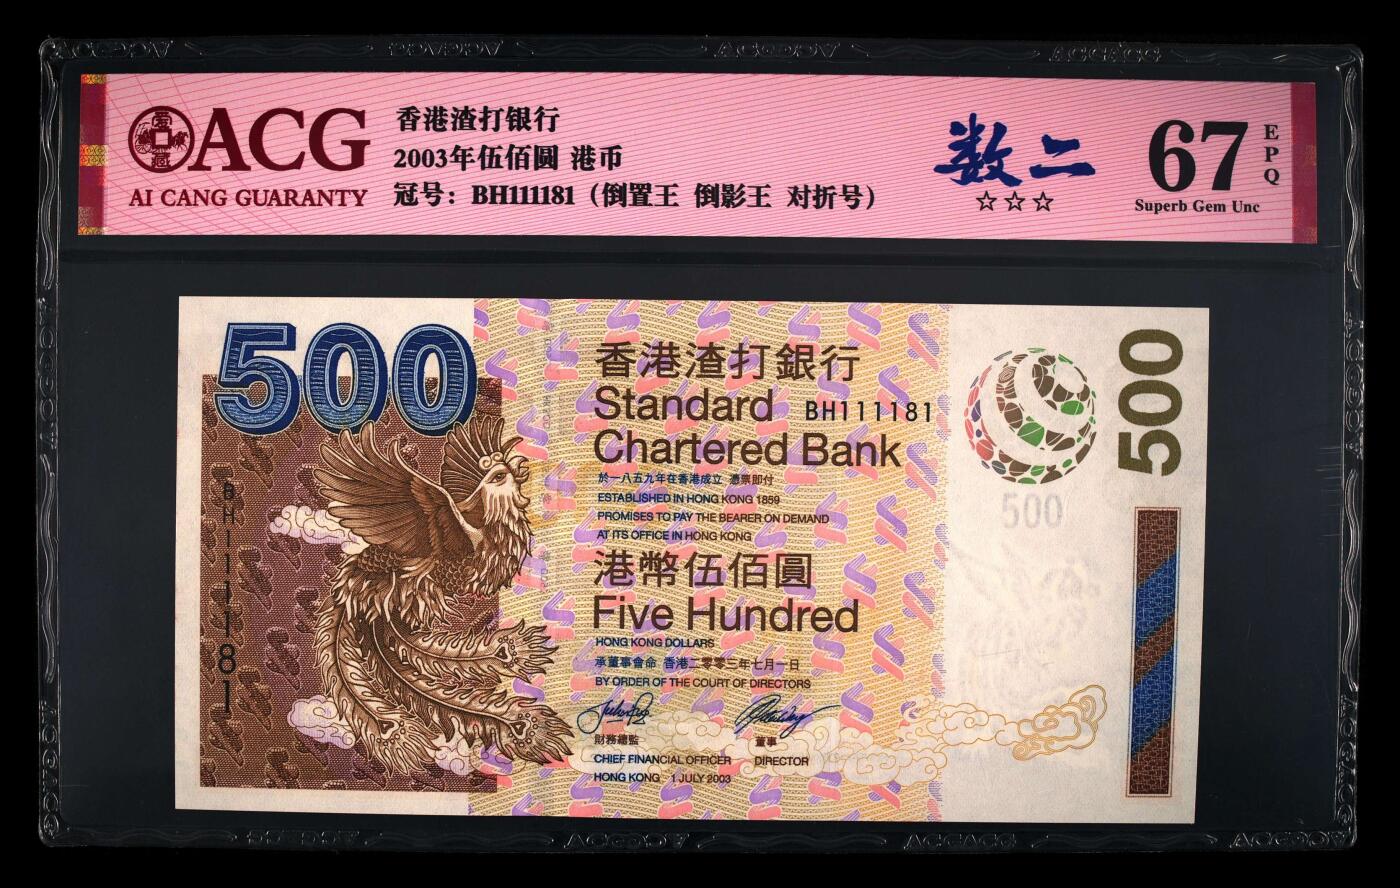 ACG
AI CANG GUARANTY
香港渣打银行
2003年伍佰圆 港币
冠号：BH111181（倒置王 倒影王 对折号）
数二
☆☆☆
67
EPQ
Superb Gem Unc
500
香港渣打銀行
Standard
BH111181
Chartered Bank
於一八五九年在香港成立 憑票即付
ESTABLISHED IN HONG KONG 1859
PROMISES TO PAY THE BEARER ON DEMAND
AT ITS OFFICE IN HONG KONG
港幣伍佰圓
Five Hundred
HONG KONG DOLLARS
承董事會命 香港二零零三年七月一日
BY ORDER OF THE COURT OF DIRECTORS
財務總監
董事
CHIEF FINANCIAL OFFICER
DIRECTOR
HONG KONG 1 JULY 2003
BH111181
500
500